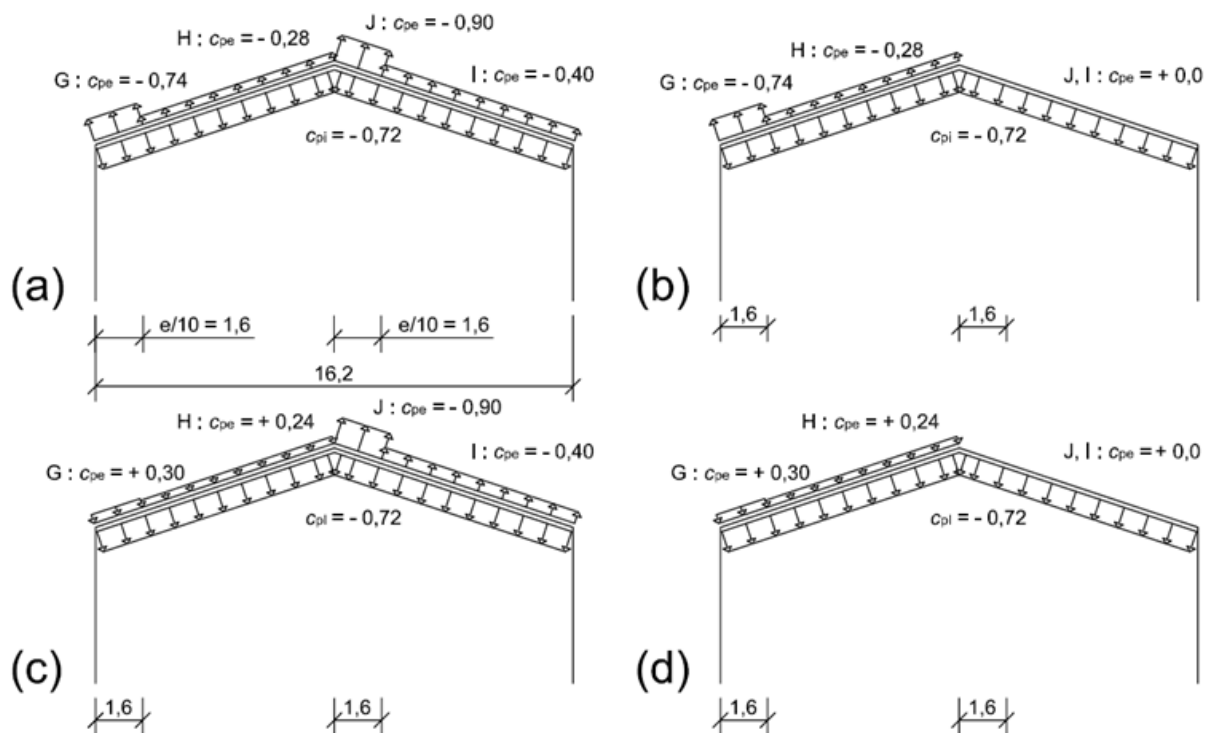 J : cpe = - 0,90
H : cpe = - 0,28
G : cpe = - 0,74
I : cpe = - 0,40
cpi = - 0,72
(a)
e/10 = 1,6
e/10 = 1,6
16,2
H : cpe = - 0,28
G : cpe = - 0,74
J, I : cpe = + 0,0
cpi = - 0,72
(b)
1,6
1,6
J : cpe = - 0,90
H : cpe = + 0,24
G : cpe = + 0,30
I : cpe = - 0,40
cpi = - 0,72
(c)
1,6
1,6
H : cpe = + 0,24
G : cpe = + 0,30
J, I : cpe = + 0,0
cpi = - 0,72
(d)
1,6
1,6